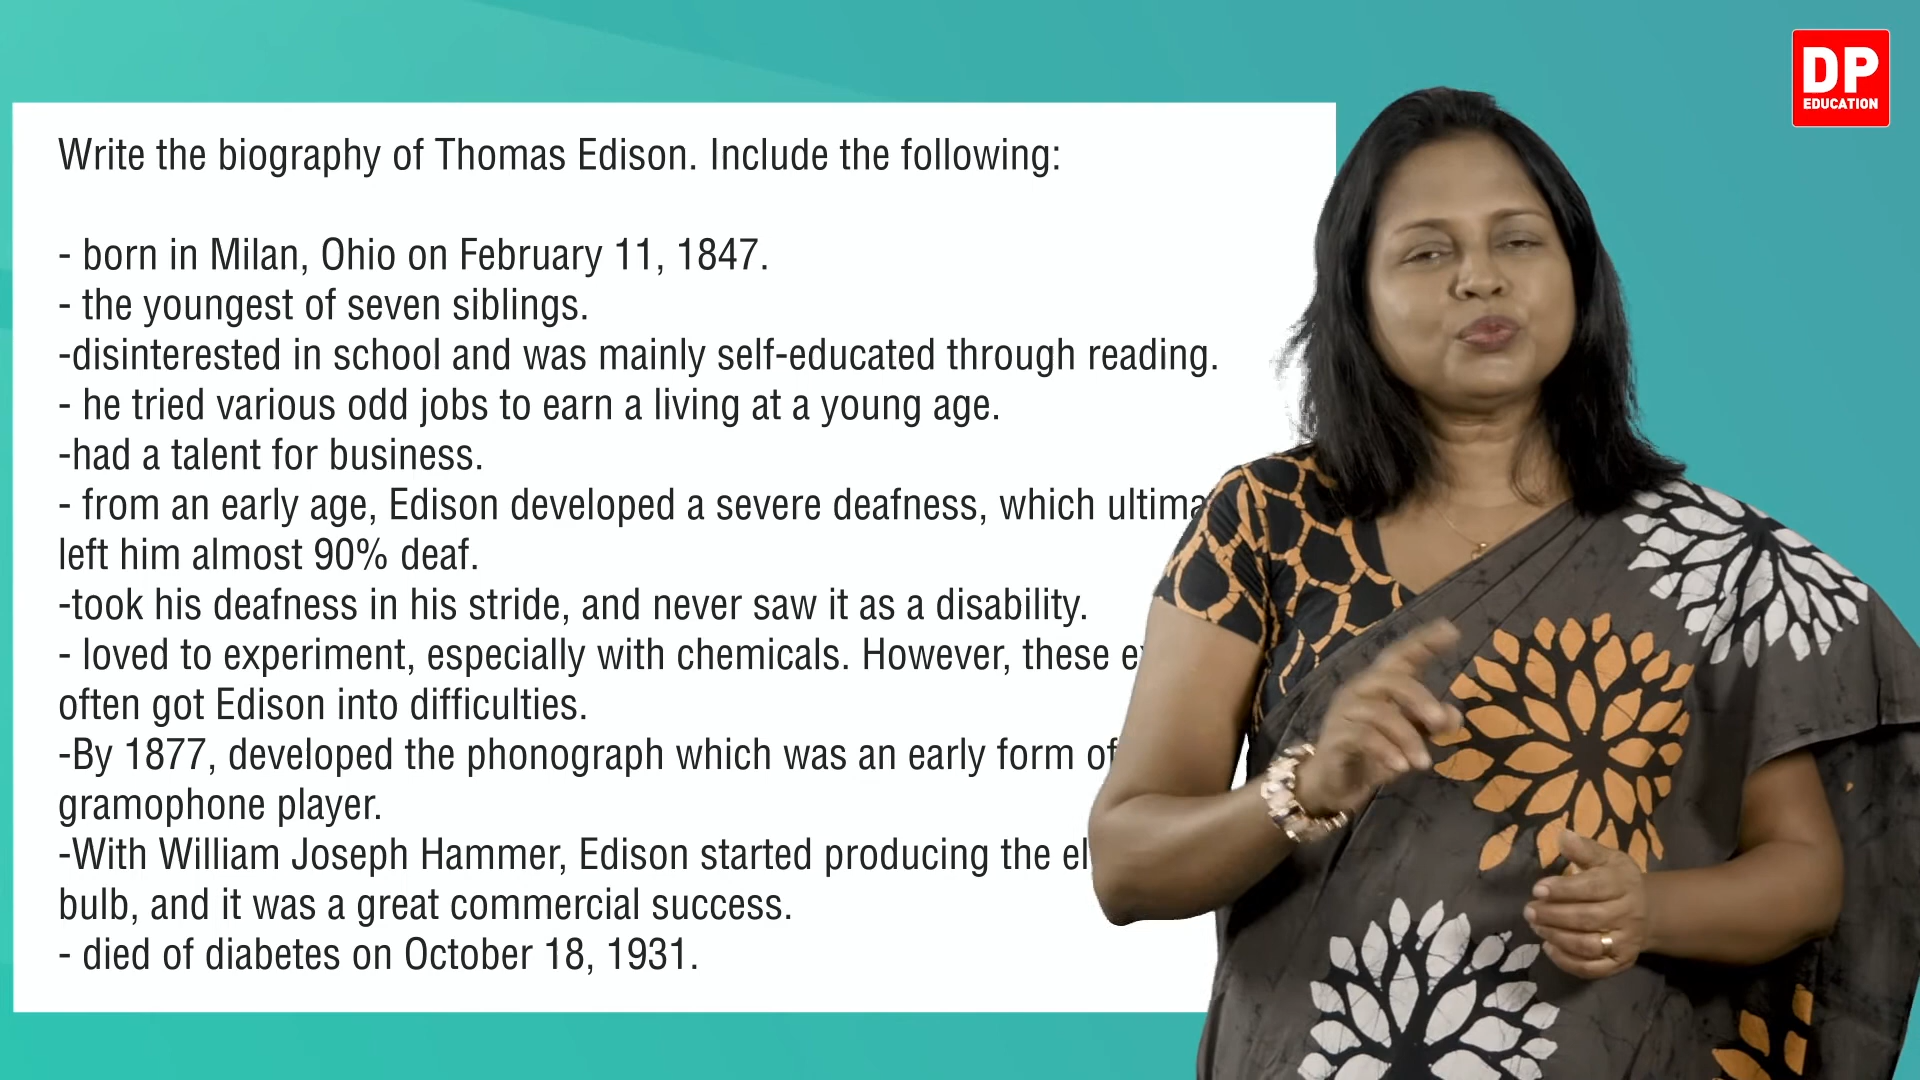 DP
EDUCATION
Write the biography of Thomas Edison. Include the following:
- born in Milan, Ohio on February 11, 1847.
- the youngest of seven siblings.
-disinterested in school and was mainly self-educated through reading.
- he tried various odd jobs to earn a living at a young age.
-had a talent for business.
- from an early age, Edison developed a severe deafness, which
left him almost 90% deaf.
-took his deafness in his stride, and never saw it as a disability.
- loved to experiment, especially with chemicals. However, these
often got Edison into difficulties.
-By 1877, developed the phonograph which was an early form of
gramophone player.
-With William Joseph Hammer, Edison started producing the
bulb, and it was a great commercial success.
- died of diabetes on October 18, 1931.